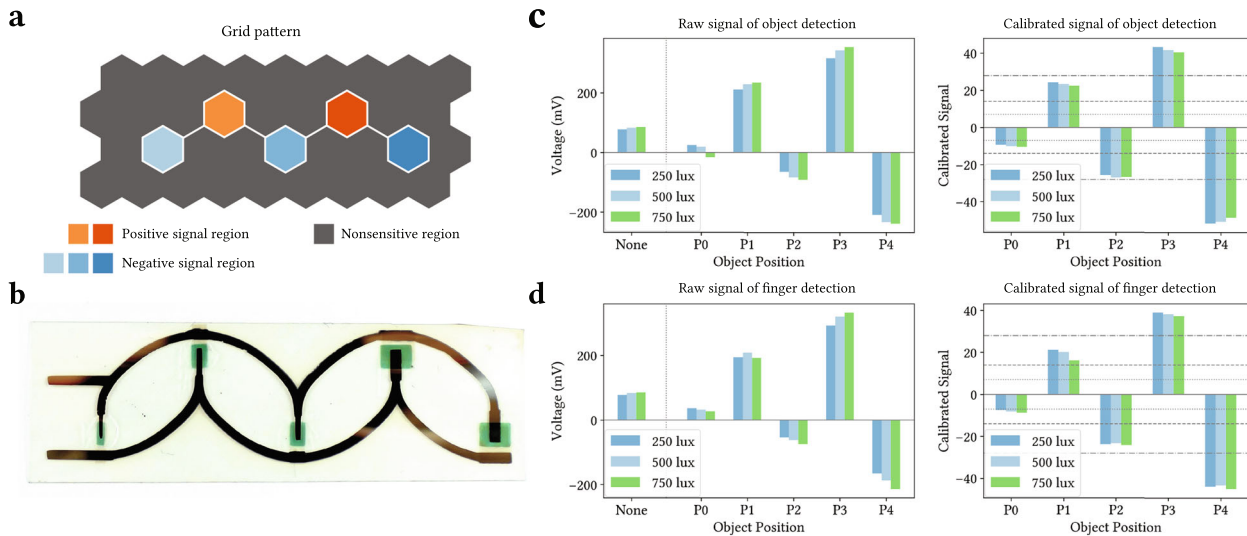 a
Grid pattern
Positive signal region
Nonsensitive region
Negative signal region
b
c
Raw signal of object detection
Voltage (mV)
200
0
−200
250 lux
500 lux
750 lux
None P0 P1 P2 P3 P4
Object Position
Calibrated signal of object detection
Calibrated Signal
40
20
0
−20
−40
250 lux
500 lux
750 lux
P0 P1 P2 P3 P4
Object Position
d
Raw signal of finger detection
Voltage (mV)
200
0
−200
250 lux
500 lux
750 lux
None P0 P1 P2 P3 P4
Object Position
Calibrated signal of finger detection
Calibrated Signal
40
20
0
−20
−40
250 lux
500 lux
750 lux
P0 P1 P2 P3 P4
Object Position